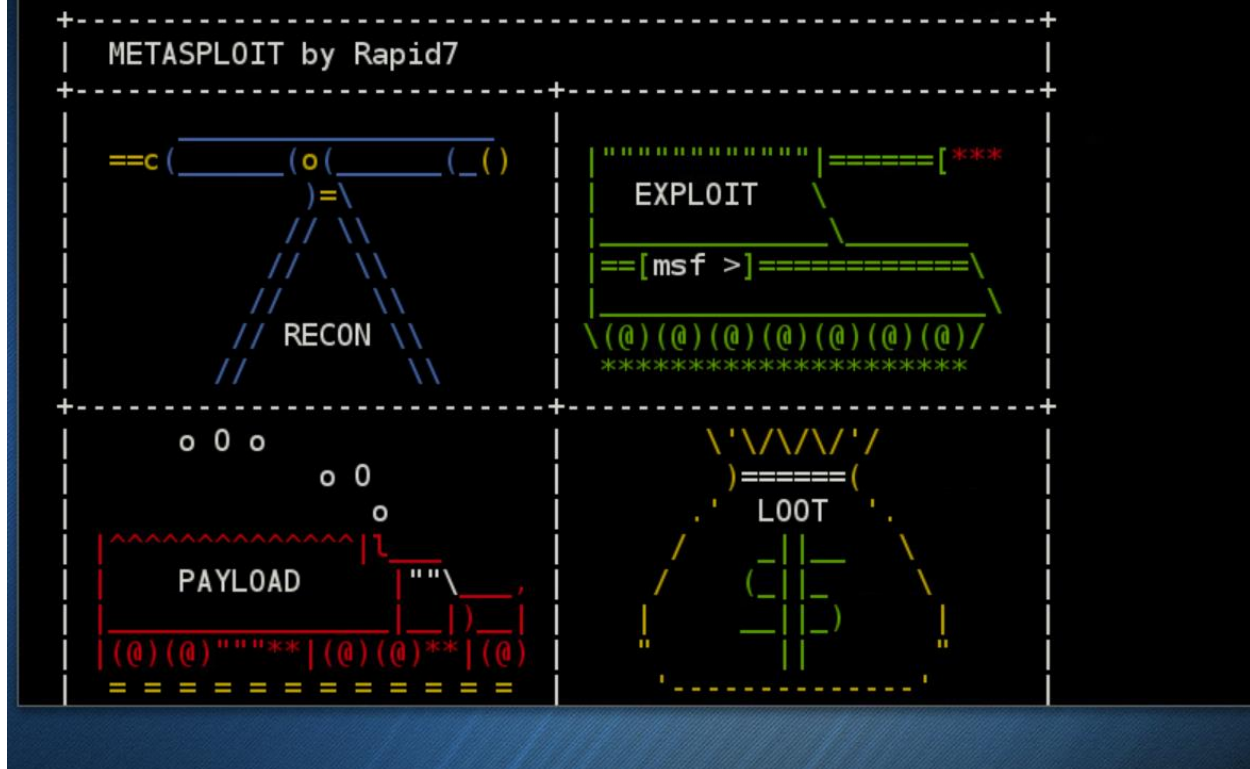 METASPLOIT by Rapid7
RECON
EXPLOIT
==[msf >]============\
PAYLOAD
LOOT